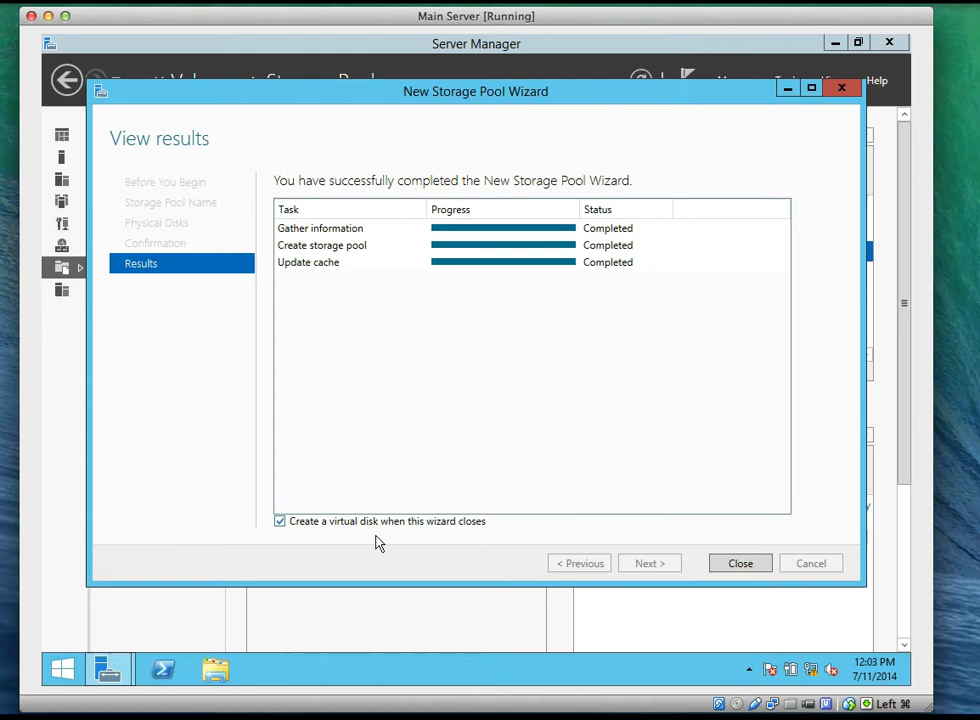 Main Server [Running]
Server Manager
Help
New Storage Pool Wizard
View results
Before You Begin
Storage Pool Name
Physical Disks
Confirmation
Results
You have successfully completed the New Storage Pool Wizard.
Task Progress Status
Gather information Completed
Create storage pool Completed
Update cache Completed
Create a virtual disk when this wizard closes
< Previous Next > Close Cancel
12:03 PM
7/11/2014
Left ⌘